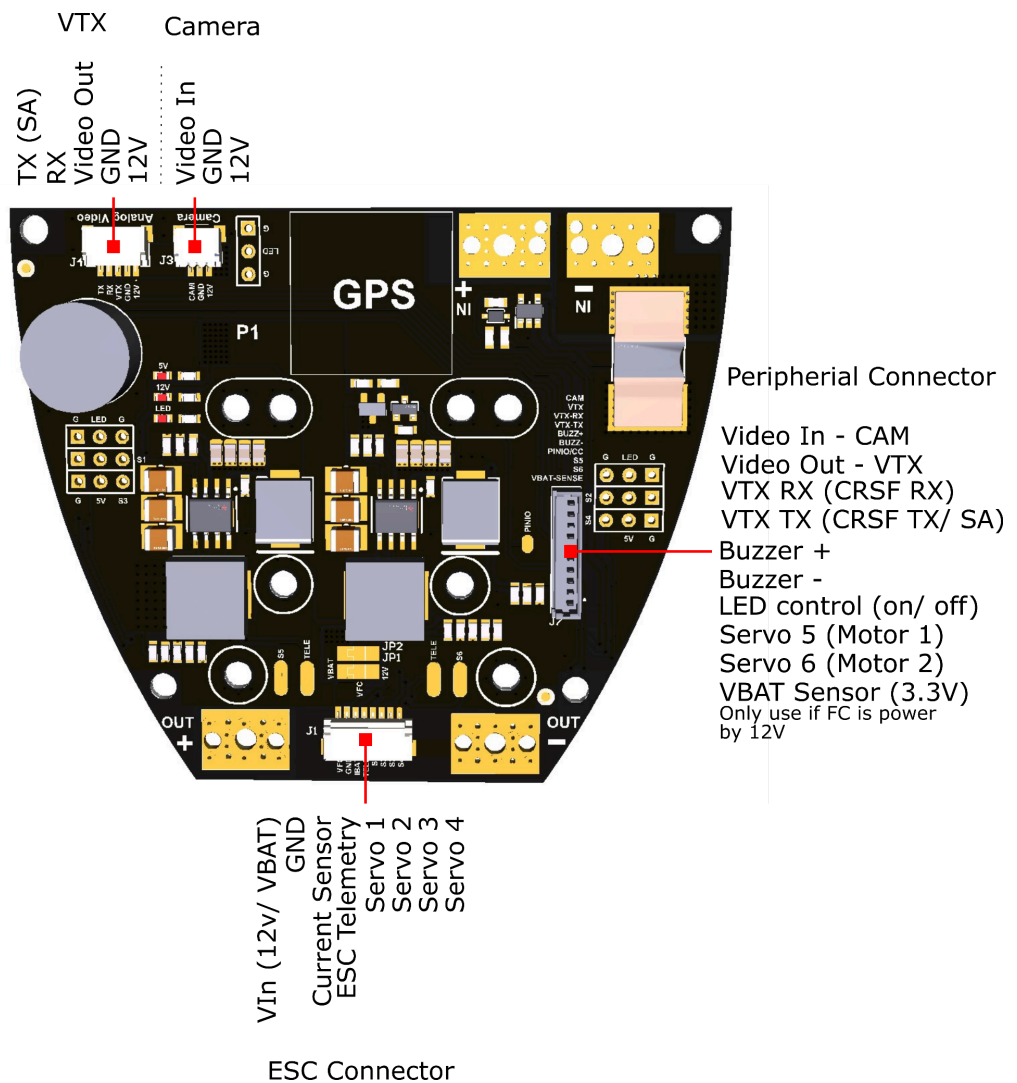 VTX
Camera
TX (SA)
RX
Video Out
GND
12V
Video In
GND
12V
Analog Video
Camera
J4
J3
TX
RX
VTX
GND
12V
CAM
GND
12V
G
LED
G
GPS
+
IN
-
IN
P1
5V
12V
LED
G LED G
S1
G 5V S3
CAM
VTX
VTX-RX
VTX-TX
BUZZ+
BUZZ-
PINIO/CC
S5
S6
VBAT-SENSE
G LED G
S2
S4
5V G
PINIO
J7
Peripherial Connector
Video In - CAM
Video Out - VTX
VTX RX (CRSF RX)
VTX TX (CRSF TX/ SA)
Buzzer +
Buzzer -
LED control (on/ off)
Servo 5 (Motor 1)
Servo 6 (Motor 2)
VBAT Sensor (3.3V)
Only use if FC is power
by 12V
S5
TELE
VBAT
JP2
JP1
VFC
12V
TELE
S6
OUT
+
J1
OUT
-
GND
IBAT
VIn (12v/ VBAT)
GND
Current Sensor
ESC Telemetry
Servo 1
Servo 2
Servo 3
Servo 4
ESC Connector